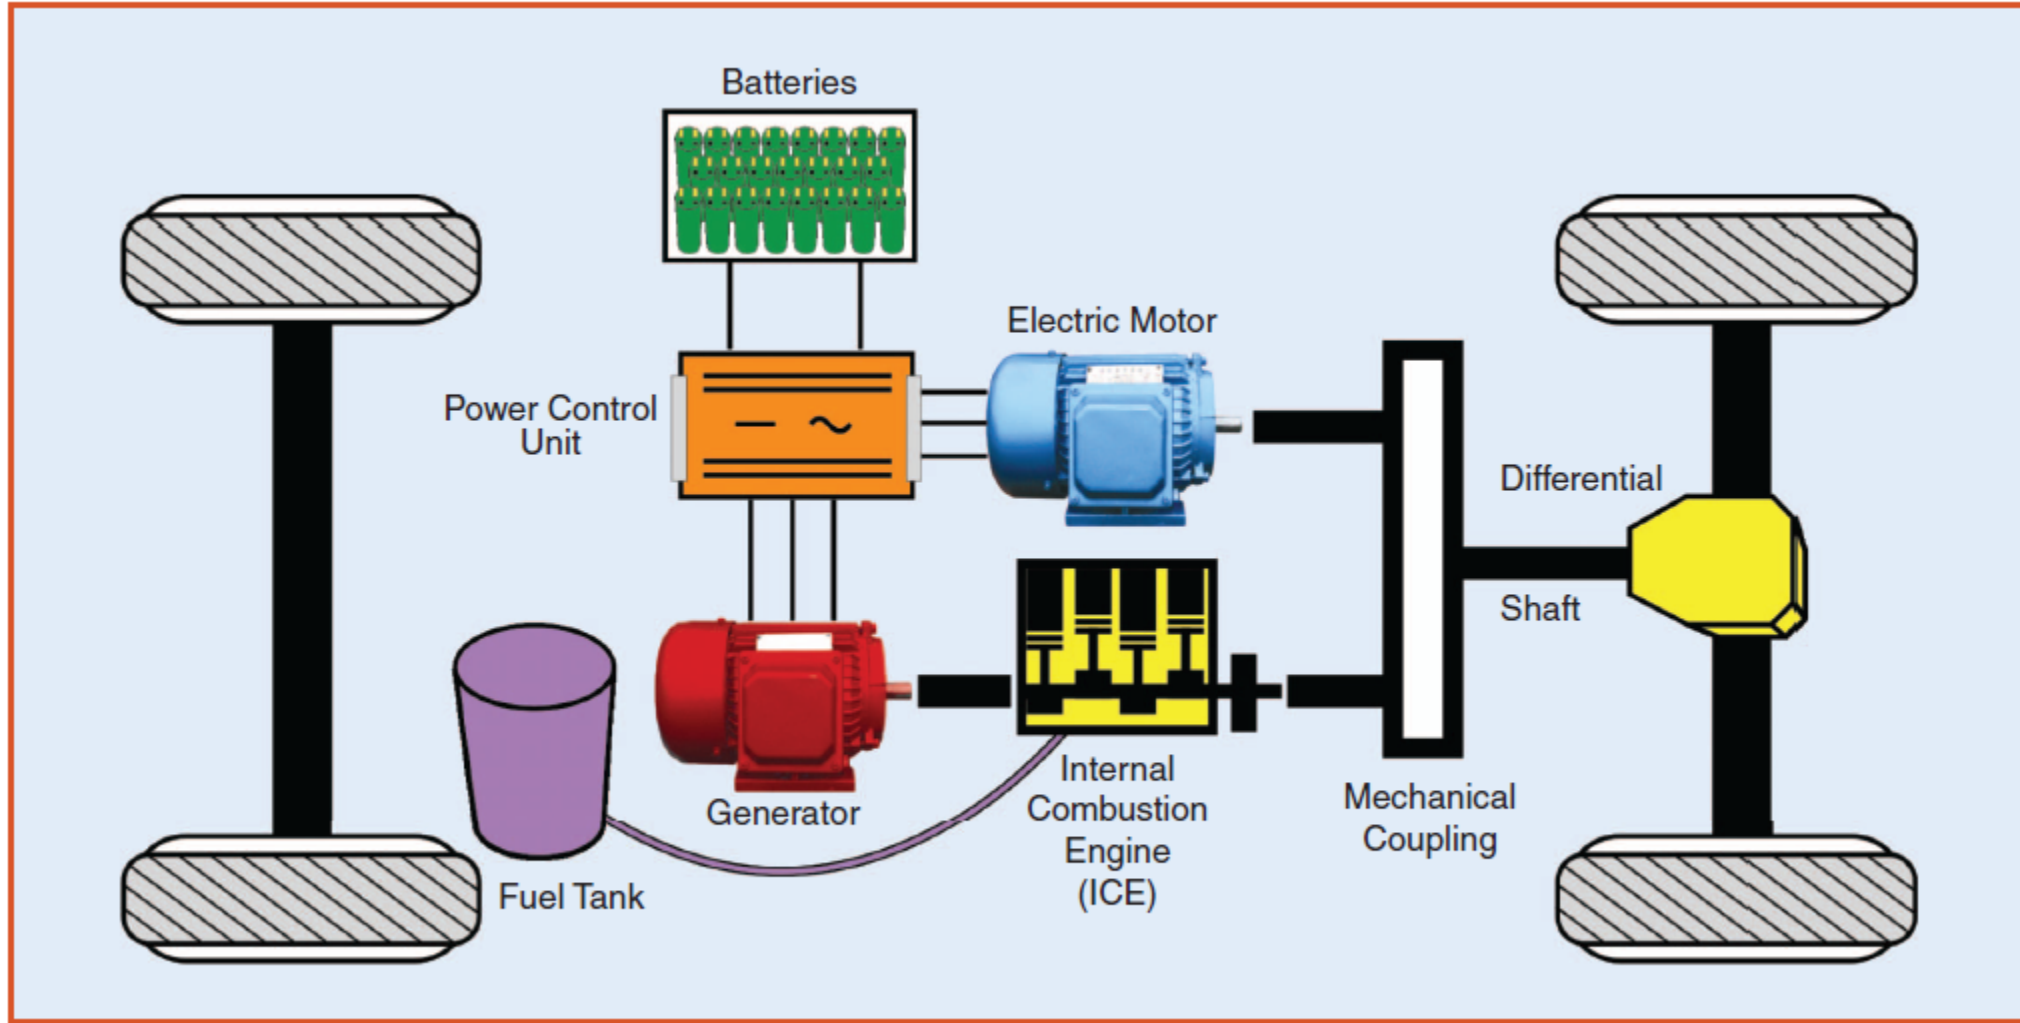 Batteries
Electric Motor
Power Control
Unit
Differential
Shaft
Generator
Internal
Combustion
Engine
(ICE)
Mechanical
Coupling
Fuel Tank